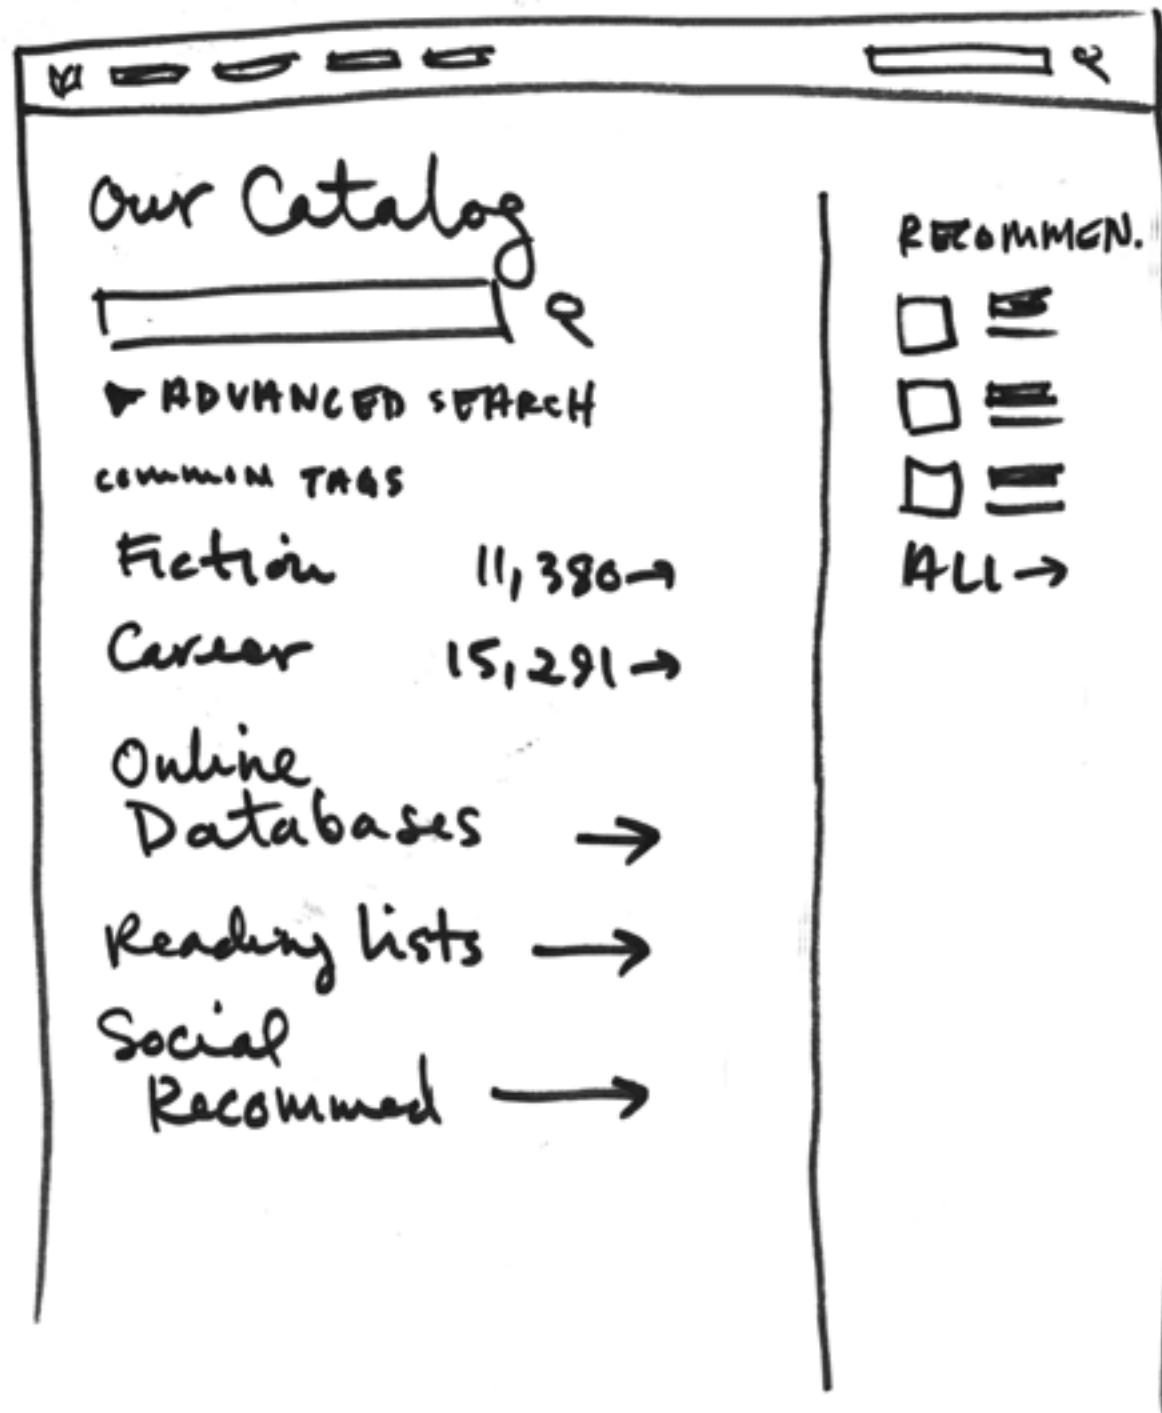 Our Catalog
ADVANCED SEARCH
COMMON TAGS
Fiction 11,380→
Career 15,291→
Online
Databases →
Reading lists →
Social
Recommed →
RECOMMEN.
ALL →